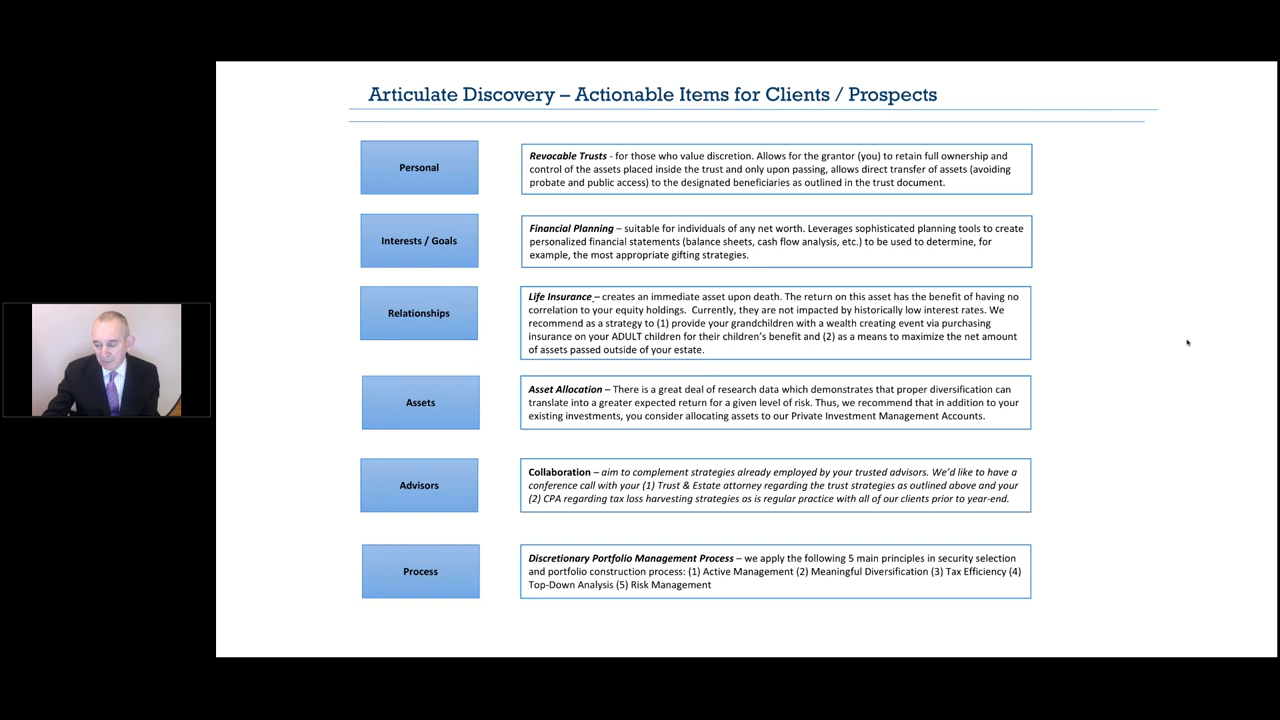 Articulate Discovery – Actionable Items for Clients / Prospects
Personal
Revocable Trusts - for those who value discretion. Allows for the grantor (you) to retain full ownership and
control of the assets placed inside the trust and only upon passing, allows direct transfer of assets (avoiding
probate and public access) to the designated beneficiaries as outlined in the trust document.
Interests / Goals
Financial Planning – suitable for individuals of any net worth. Leverages sophisticated planning tools to create
personalized financial statements (balance sheets, cash flow analysis, etc.) to be used to determine, for
example, the most appropriate gifting strategies.
Relationships
Life Insurance – creates an immediate asset upon death. The return on this asset has the benefit of having no
correlation to your equity holdings.  Currently, they are not impacted by historically low interest rates. We
recommend as a strategy to (1) provide your grandchildren with a wealth creating event via purchasing
insurance on your ADULT children for their children's benefit and (2) as a means to maximize the net amount
of assets passed outside of your estate.
Assets
Asset Allocation – There is a great deal of research data which demonstrates that proper diversification can
translate into a greater expected return for a given level of risk. Thus, we recommend that in addition to your
existing investments, you consider allocating assets to our Private Investment Management Accounts.
Advisors
Collaboration – aim to complement strategies already employed by your trusted advisors. We'd like to have a
conference call with your (1) Trust & Estate attorney regarding the trust strategies as outlined above and your
(2) CPA regarding tax loss harvesting strategies as is regular practice with all of our clients prior to year-end.
Process
Discretionary Portfolio Management Process – we apply the following 5 main principles in security selection
and portfolio construction process: (1) Active Management (2) Meaningful Diversification (3) Tax Efficiency (4)
Top-Down Analysis (5) Risk Management